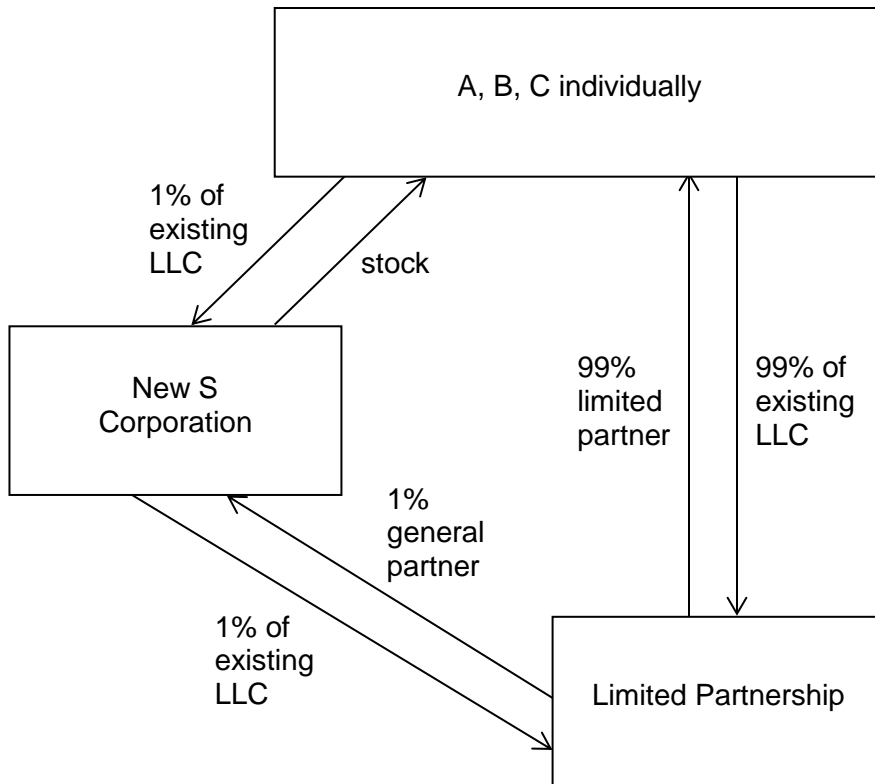 A, B, C individually
1% of
existing
LLC
stock
New S
Corporation
99%
limited
partner
99% of
existing
LLC
1%
general
partner
1% of
existing
LLC
Limited Partnership